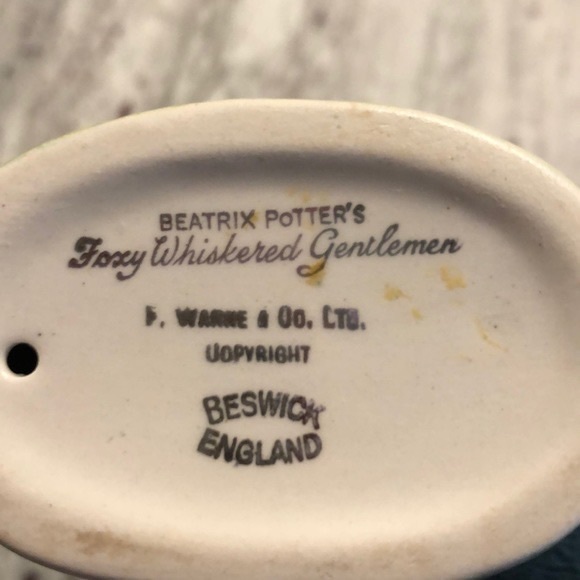 BEATRIX POTTER'S
Foxy Whiskered Gentlemen
F. WARNE & CO. LTD.
COPYRIGHT
BESWICK
ENGLAND